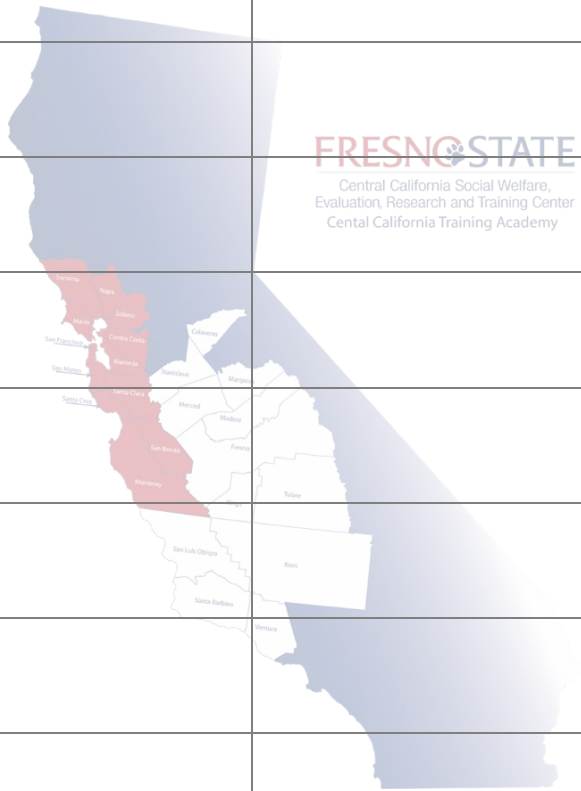 FRESNO STATE
Central California Social Welfare,
Evaluation, Research and Training Center
Cental California Training Academy
Sonoma
Napa
Solano
Marin
Contra Costa
San Francisco
Calaveras
Alameda
San Mateo
Stanislaus
Mariposa
Santa Clara
Santa Cruz
Merced
Madera
Fresno
San Benito
Monterey
Tulare
Kings
San Luis Obispo
Kern
Santa Barbara
Ventura